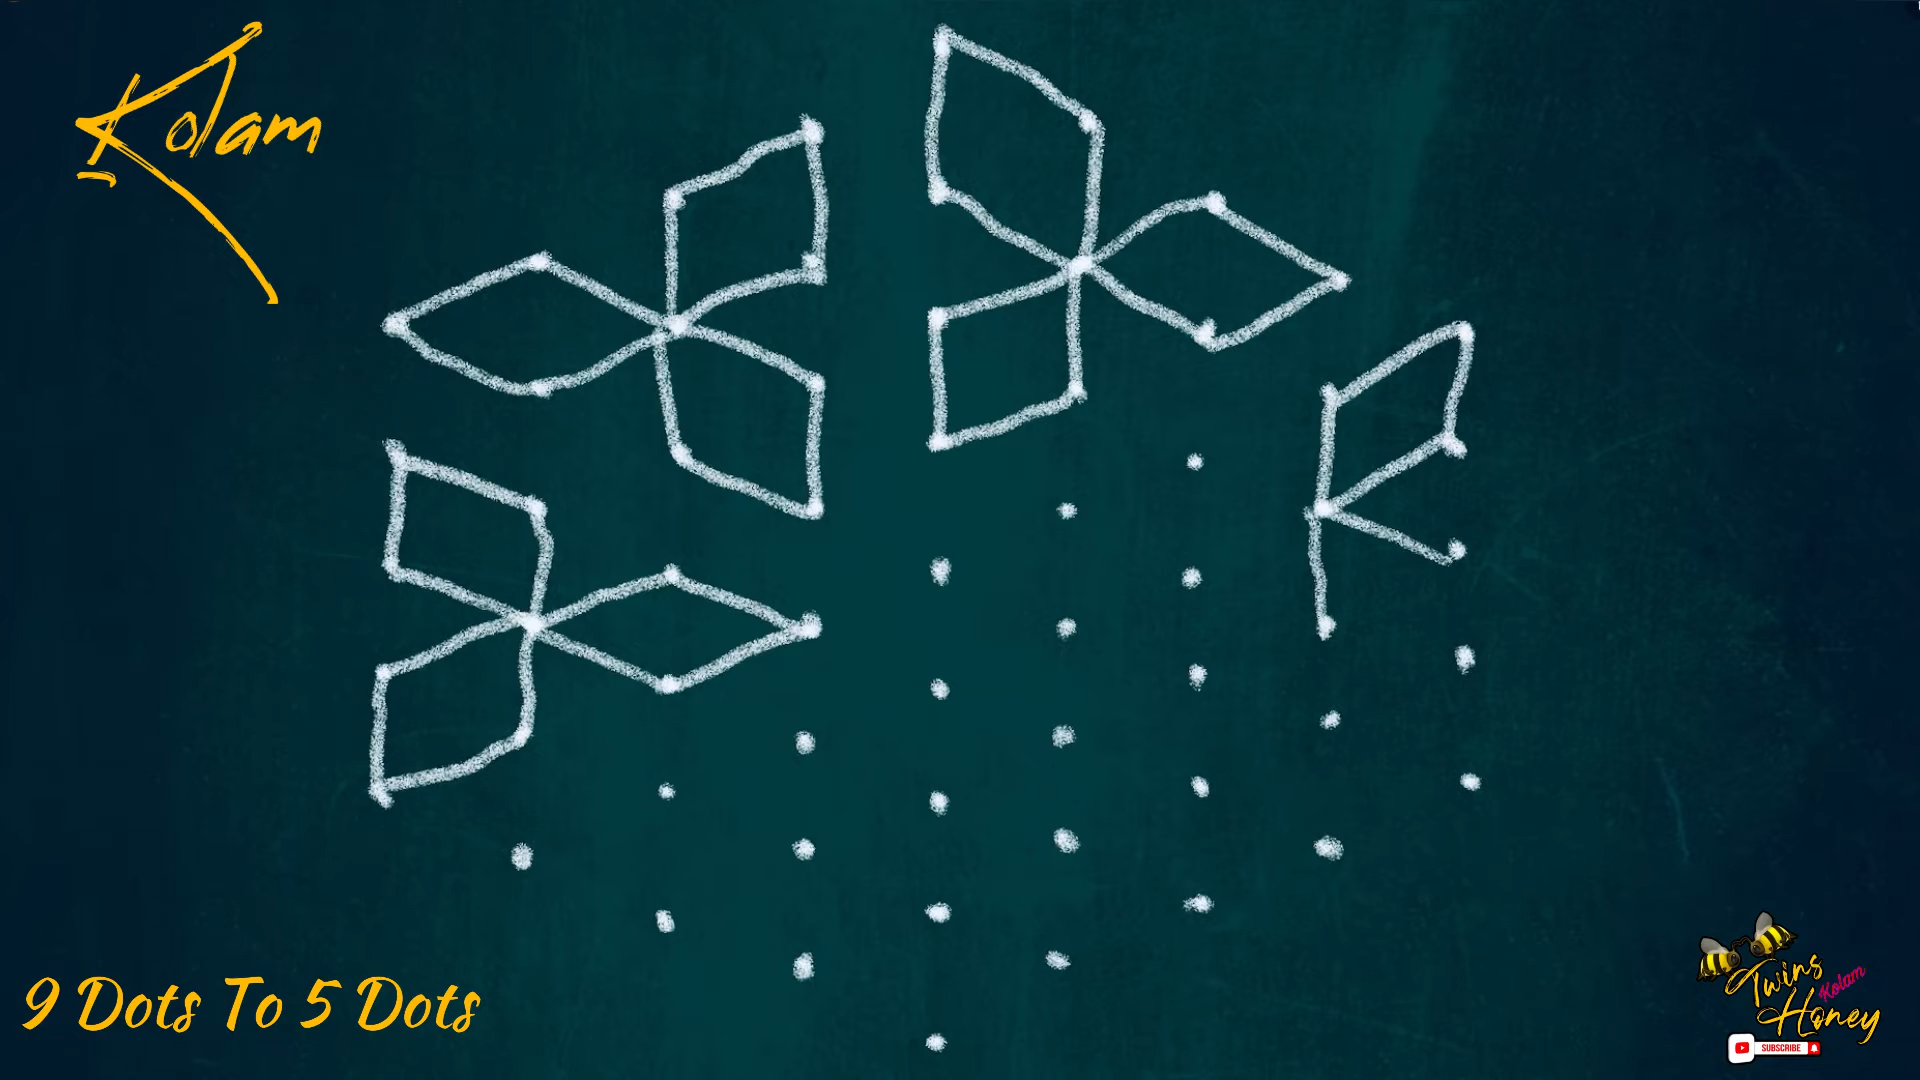 Kolam
9 Dots To 5 Dots
Twins
Kolam
Honey
SUBSCRIBE